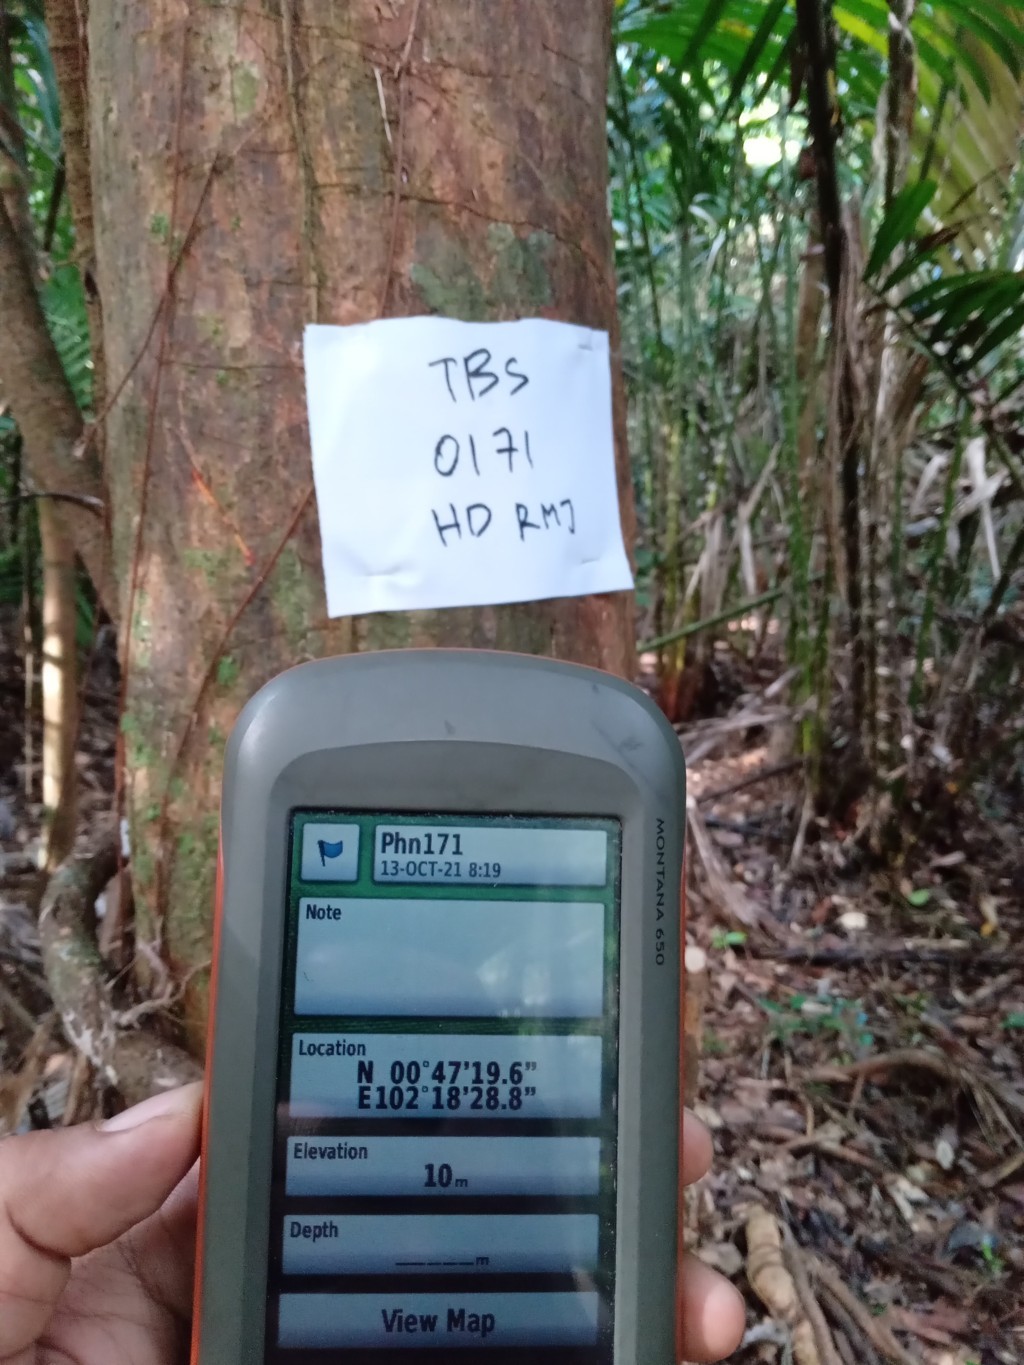 TBS
0171
HD RMJ
MONTANA 650
Phn171
13-OCT-21 8:19
Note
Location
N 00°47'19.6"
E102°18'28.8"
Elevation
10m
Depth
_____m
View Map